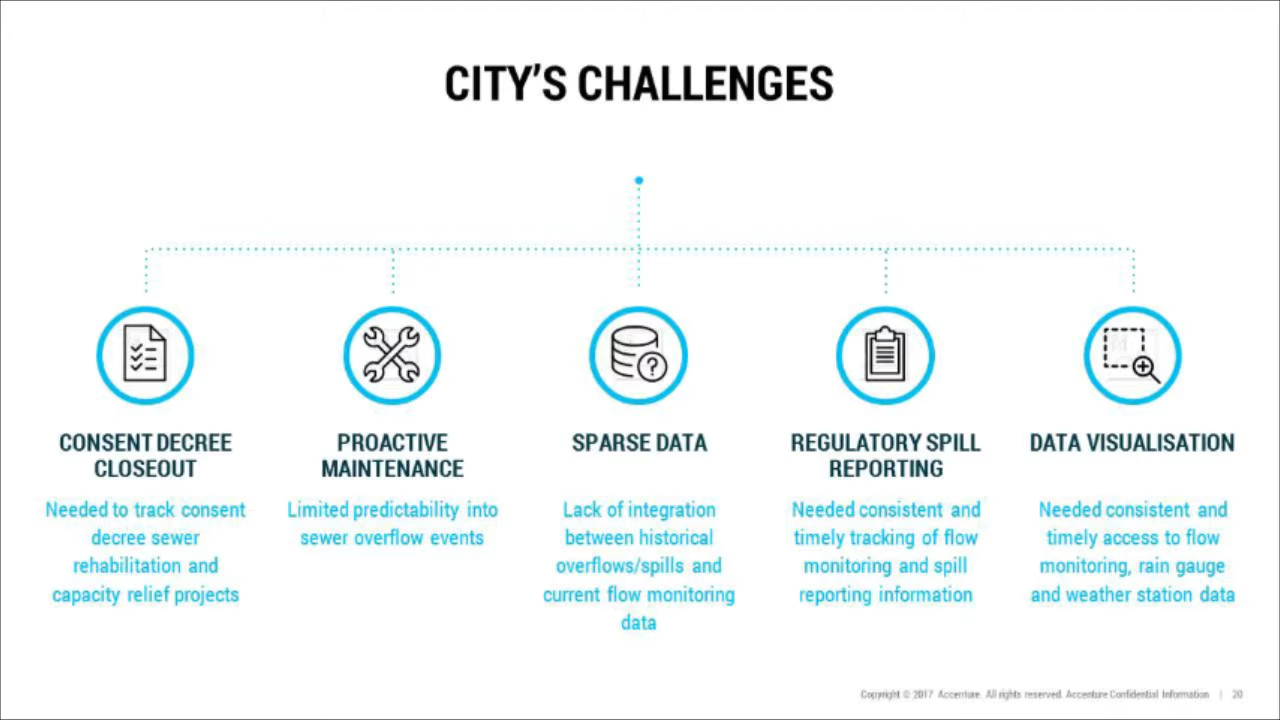 CITY'S CHALLENGES
CONSENT DECREE
CLOSEOUT
Needed to track consent
decree sewer
rehabilitation and
capacity relief projects
PROACTIVE
MAINTENANCE
Limited predictability into
sewer overflow events
SPARSE DATA
Lack of integration
between historical
overflows/spills and
current flow monitoring
data
REGULATORY SPILL
REPORTING
Needed consistent and
timely tracking of flow
monitoring and spill
reporting information
DATA VISUALISATION
Needed consistent and
timely access to flow
monitoring, rain gauge
and weather station data
Copyright © 2017 Accenture. All rights reserved. Accenture Confidential Information | 20